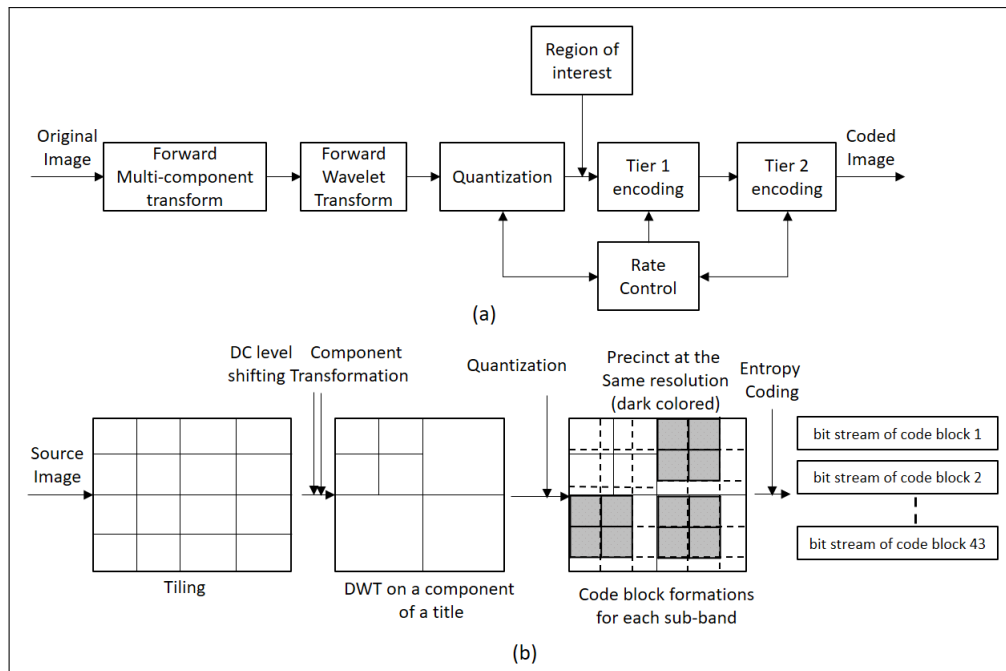 Region of
interest
Original
Image
Forward
Multi-component
transform
Forward
Wavelet
Transform
Quantization
Tier 1
encoding
Tier 2
encoding
Coded
Image
Rate
Control
(a)
DC level
shifting
Component
Transformation
Quantization
Precinct at the
Same resolution
(dark colored)
Entropy
Coding
Source
Image
bit stream of code block 1
bit stream of code block 2
bit stream of code block 43
Tiling
DWT on a component
of a title
Code block formations
for each sub-band
(b)